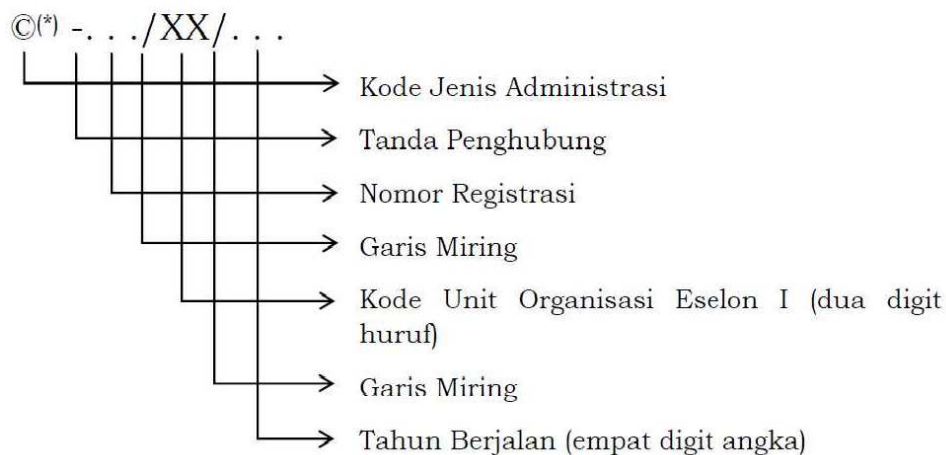 ©(*) -. . ./XX/. . .
Kode Jenis Administrasi
Tanda Penghubung
Nomor Registrasi
Garis Miring
Kode Unit Organisasi Eselon I (dua digit
huruf)
Garis Miring
Tahun Berjalan (empat digit angka)